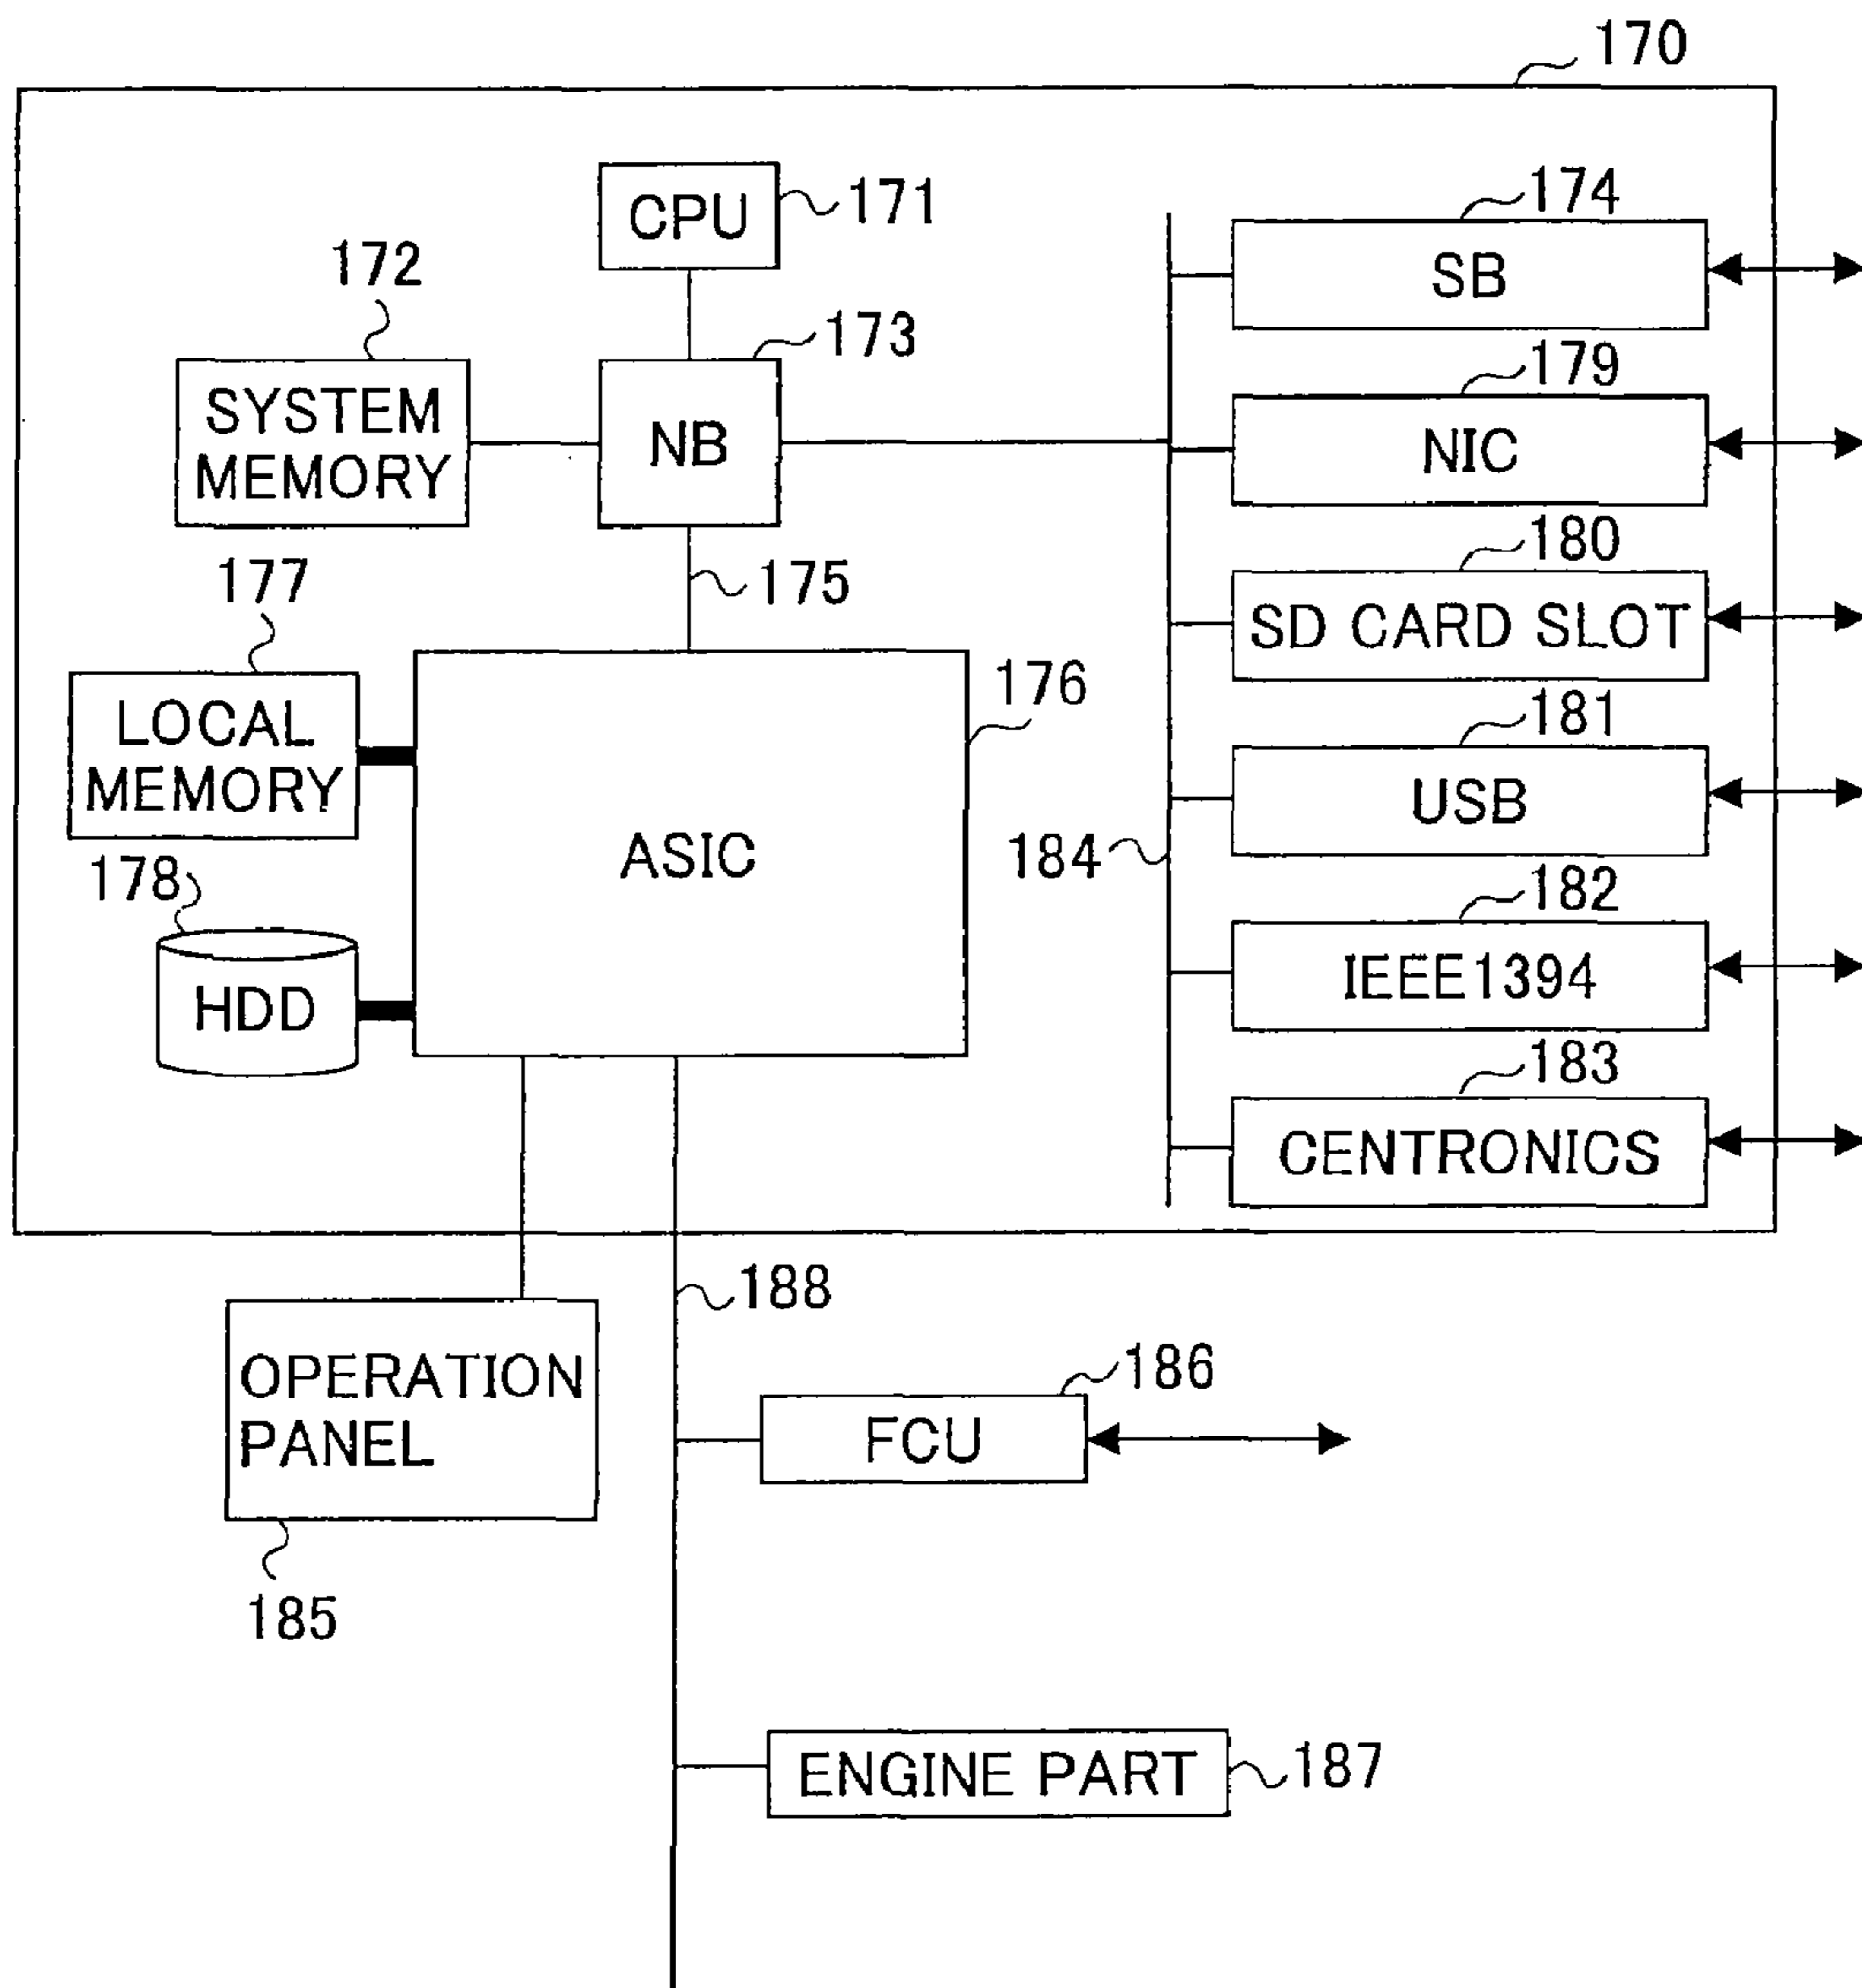 170
CPU
171
174
SB
172
SYSTEM
MEMORY
173
NB
179
NIC
175
180
SD CARD SLOT
177
LOCAL
MEMORY
176
ASIC
181
USB
184
178
HDD
182
IEEE1394
183
CENTRONICS
188
OPERATION
PANEL
185
186
FCU
ENGINE PART
187